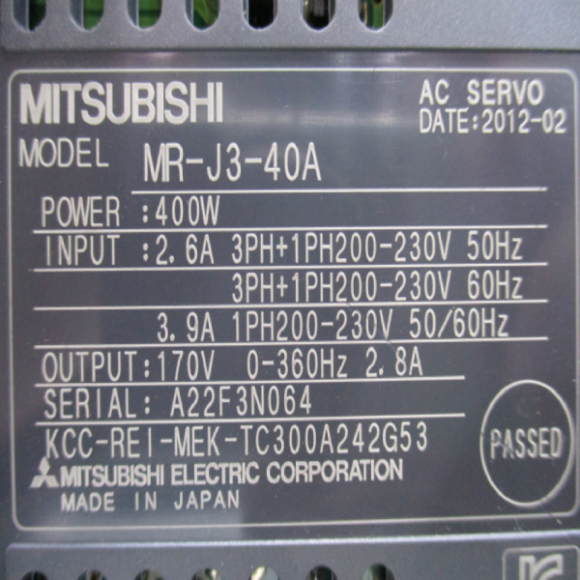 MITSUBISHI
AC SERVO
DATE:2012-02
MODEL MR-J3-40A
POWER :400W
INPUT :2.6A 3PH+1PH200-230V 50Hz
3PH+1PH200-230V 60Hz
3.9A 1PH200-230V 50/60Hz
OUTPUT:170V 0-360Hz 2.8A
SERIAL: A22F3N064
KCC-REI-MEK-TC300A242G53
PASSED
MITSUBISHI ELECTRIC CORPORATION
MADE IN JAPAN